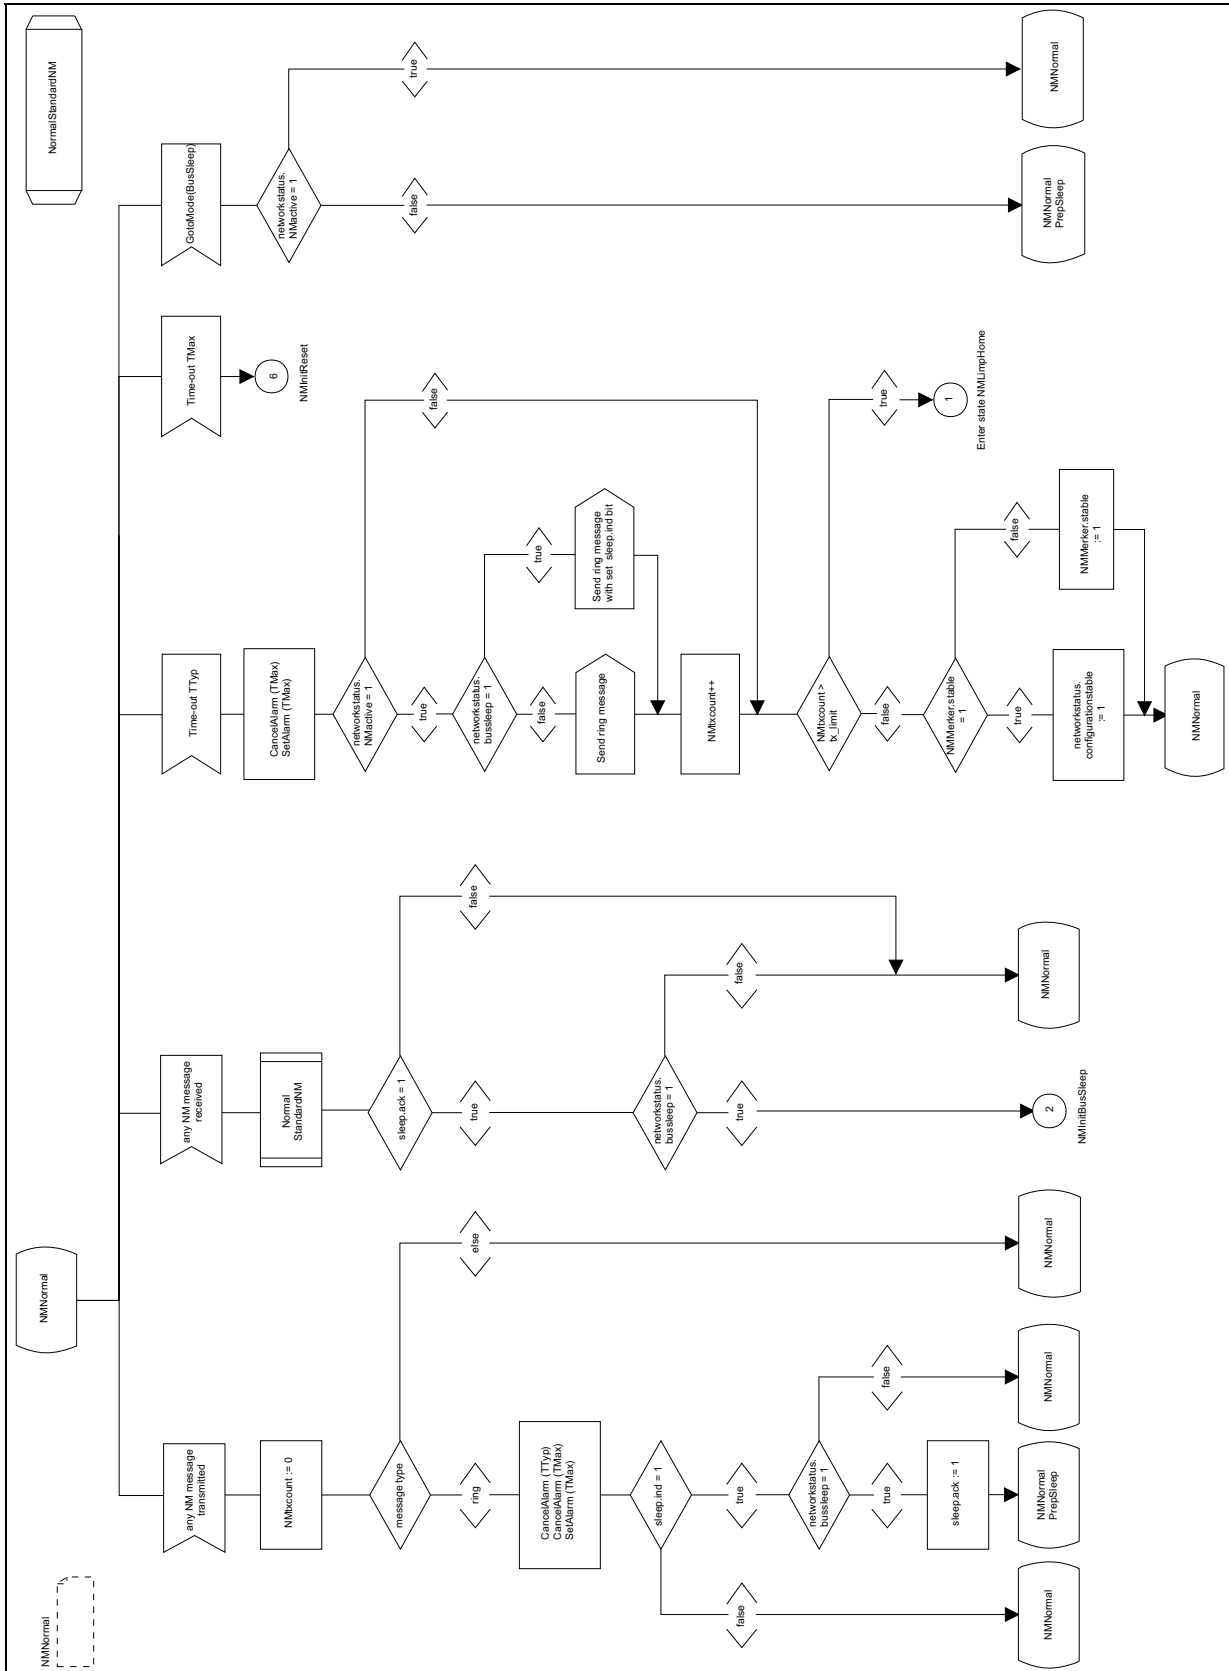 NMNormal
NMNormal
NormalStandardNM
any NM message
transmitted
NMtxcount := 0
message type
ring
else
CancelAlarm (TTyp)
CancelAlarm (TMax)
SetAlarm (TMax)
sleep.ind = 1
false
true
networkstatus.
bussleep = 1
true
false
sleep.ack := 1
NMNormal
NMNormal
PrepSleep
NMNormal
NMNormal
any NM message
received
Normal
StandardNM
sleep.ack = 1
true
false
networkstatus.
bussleep = 1
true
false
2
NMInitBusSleep
NMNormal
Time-out TTyp
CancelAlarm (TMax)
SetAlarm (TMax)
networkstatus.
NMactive = 1
true
false
networkstatus.
bussleep = 1
false
true
Send ring message
Send ring message
with set sleep.ind bit
NMtxcount++
NMtxcount >
tx_limit
false
true
1
Enter state NMLimpHome
NMMerker.stable
= 1
true
false
networkstatus.
configurationstable
:= 1
NMMerker.stable
:= 1
NMNormal
Time-out TMax
6
NMInitReset
GotoMode(BusSleep)
networkstatus.
NMactive = 1
false
true
NMNormal
PrepSleep
NMNormal